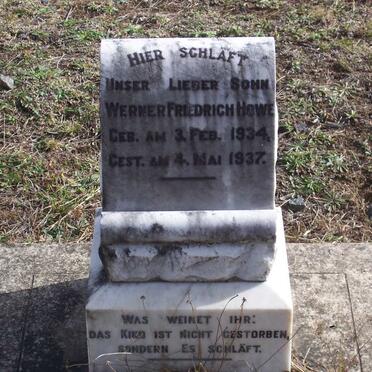 HIER SCHLÄFT
UNSER LIEBER SOHN
WERNER FRIEDRICH HOWE
GEB. AM 3. FEB. 1934,
GEST. AM 4. MAI 1937.
WAS WEINET IHR:
DAS KIND IST NICHT GESTORBEN,
SONDERN ES SCHLÄFT.